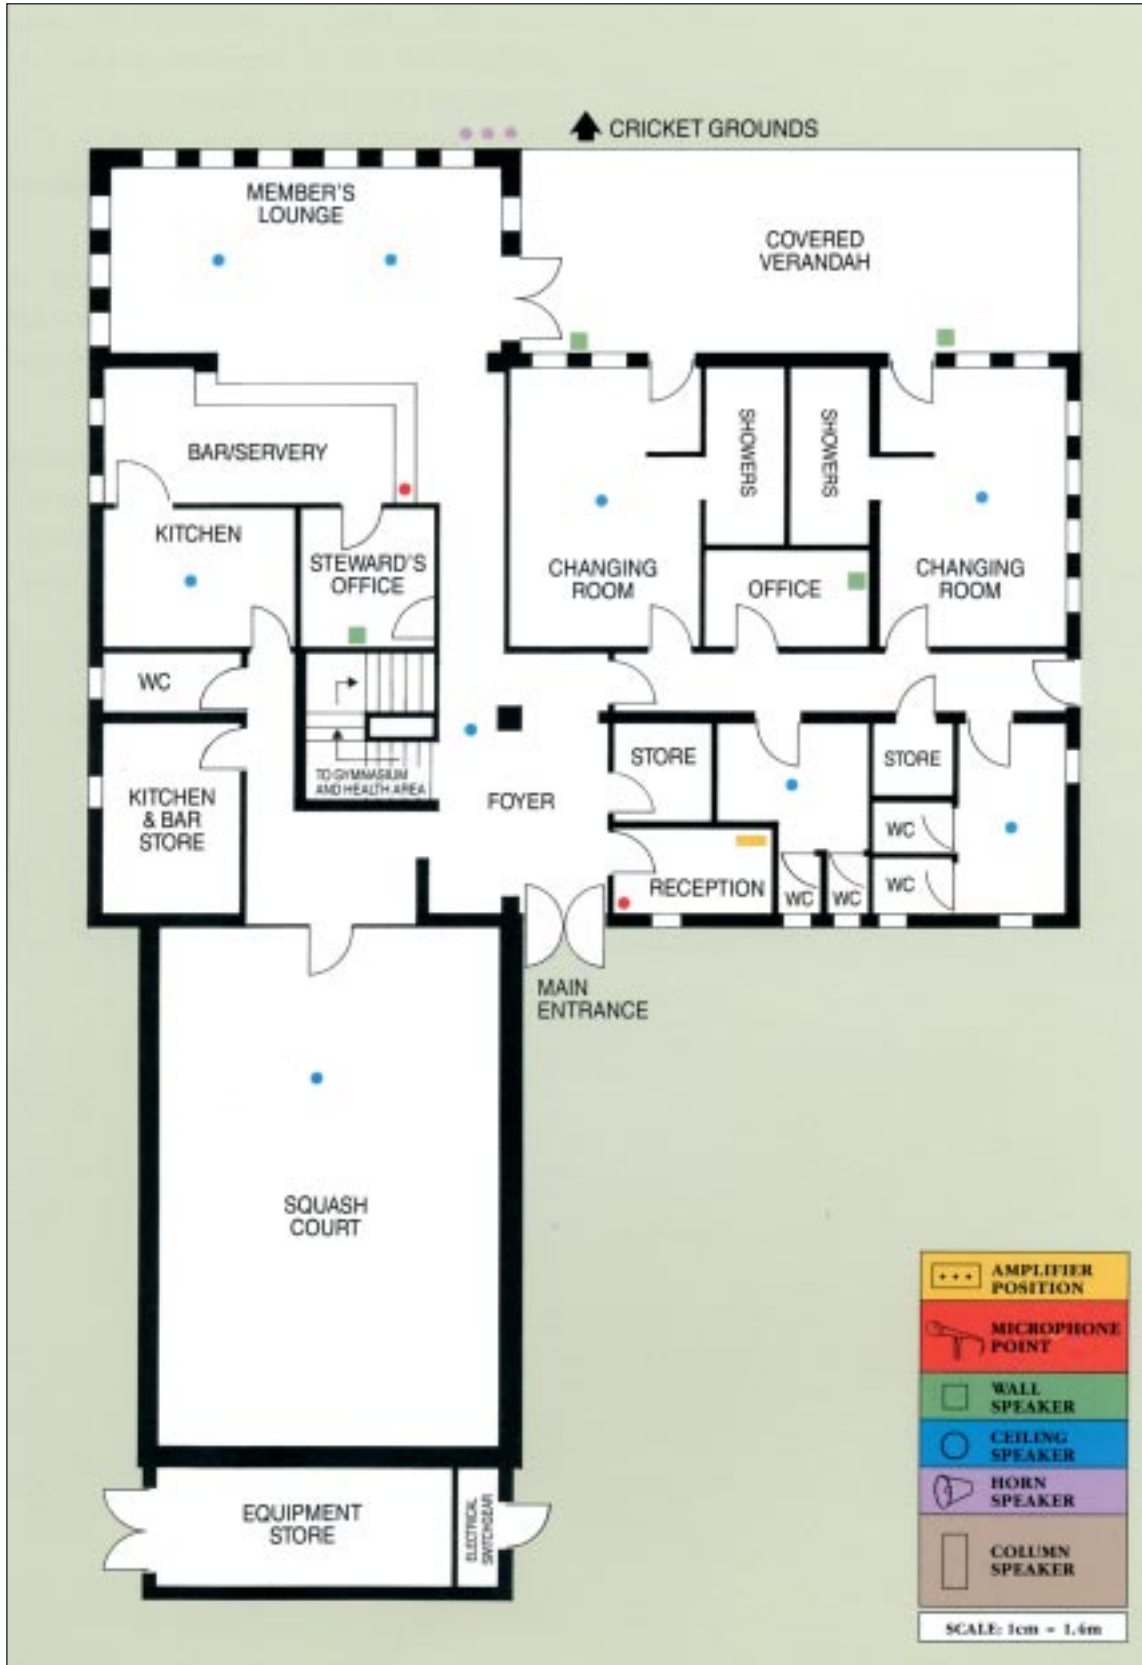 CRICKET GROUNDS
MEMBER'S
LOUNGE
COVERED
VERANDAH
BAR/SERVERY
SHOWERS
SHOWERS
KITCHEN
STEWARD'S
OFFICE
CHANGING
ROOM
OFFICE
CHANGING
ROOM
WC
STORE
STORE
TO GYMNASIUM
AND HEALTH AREA
KITCHEN
& BAR
STORE
FOYER
WC
RECEPTION
WC
WC
WC
MAIN
ENTRANCE
SQUASH
COURT
EQUIPMENT
STORE
ELECTRICAL
SWITCHGEAR
AMPLIFIER
POSITION
MICROPHONE
POINT
WALL
SPEAKER
CEILING
SPEAKER
HORN
SPEAKER
COLUMN
SPEAKER
SCALE: 1cm = 1.4m